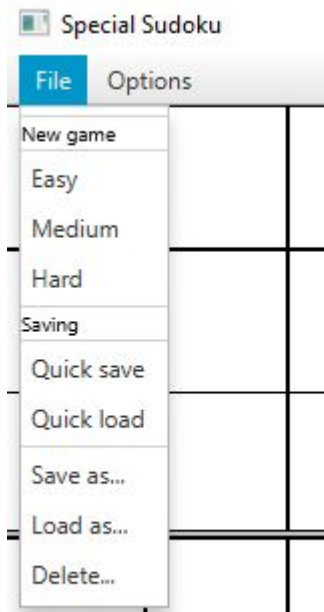 Special Sudoku
File Options
New game
Easy
Medium
Hard
Saving
Quick save
Quick load
Save as...
Load as...
Delete...